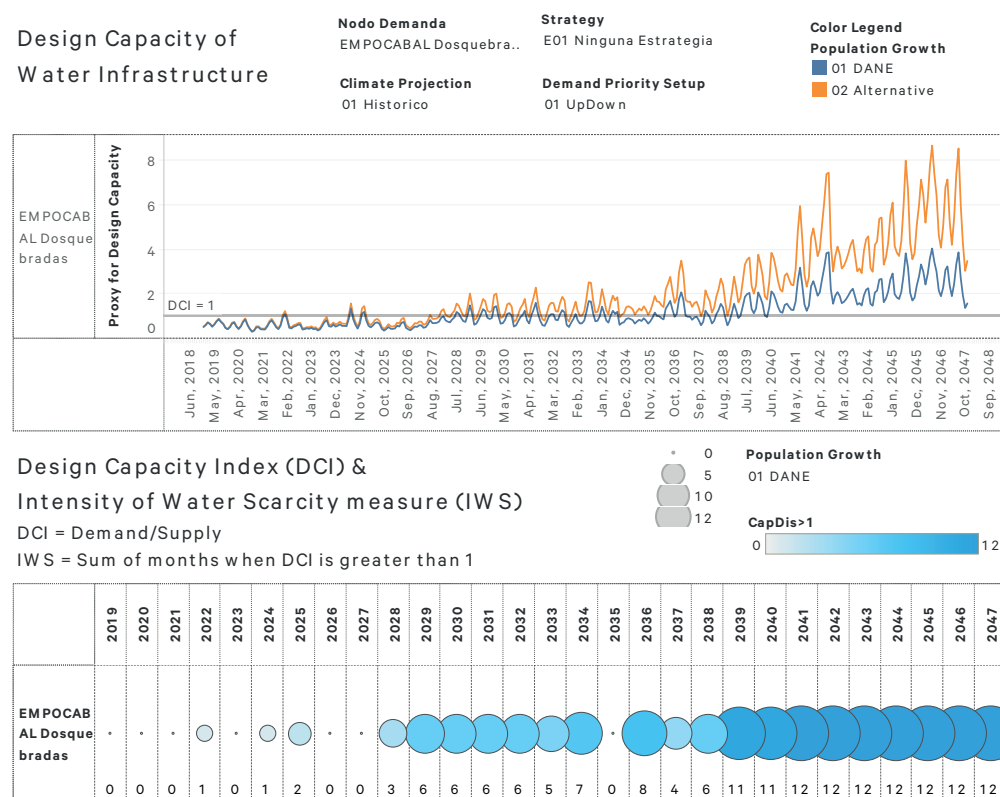 Design Capacity of
Water Infrastructure
Nodo Demanda
EMPOCABAL Dosquebra..
Strategy
E01 Ninguna Estrategia
Climate Projection
01 Historico
Demand Priority Setup
01 UpDown
Color Legend
Population Growth
01 DANE
02 Alternative
EMPOCAB
AL Dosque
bradas
Proxy for Design Capacity
8
6
4
2
0
DCI = 1
Jun, 2018
May, 2019
Apr, 2020
Mar, 2021
Feb, 2022
Jan, 2023
Dec, 2023
Nov, 2024
Oct, 2025
Sep, 2026
Aug, 2027
Jul, 2028
Jun, 2029
May, 2030
Apr, 2031
Mar, 2032
Feb, 2033
Jan, 2034
Dec, 2034
Nov, 2035
Oct, 2036
Sep, 2037
Aug, 2038
Jul, 2039
Jun, 2040
May, 2041
Apr, 2042
Mar, 2043
Feb, 2044
Jan, 2045
Dec, 2045
Nov, 2046
Oct, 2047
Sep, 2048
Design Capacity Index (DCI) &
Intensity of Water Scarcity measure (IWS)
DCI = Demand/Supply
IWS = Sum of months when DCI is greater than 1
0
5
10
12
Population Growth
01 DANE
CapDis>1
0 12
2019 2020 2021 2022 2023 2024 2025 2026 2027 2028 2029 2030 2031 2032 2033 2034 2035 2036 2037 2038 2039 2040 2041 2042 2043 2044 2045 2046 2047
EMPOCAB
AL Dosque
bradas
0 0 0 1 0 1 2 0 0 3 6 6 6 6 5 7 0 8 4 6 11 11 12 12 12 12 12 12 12